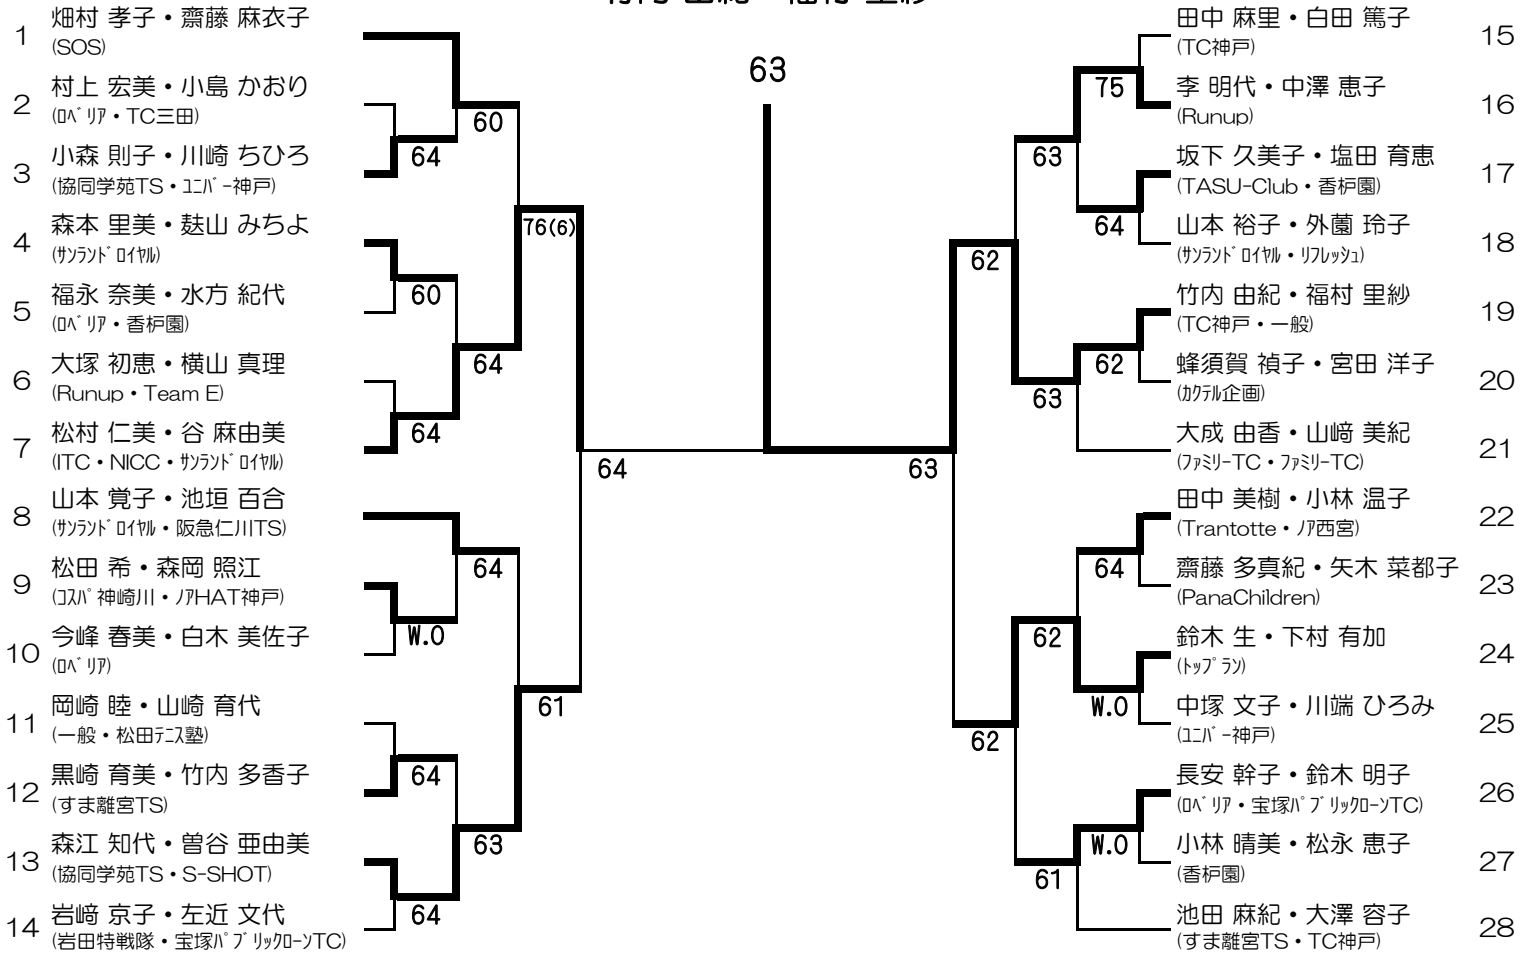 63
1
畑村 孝子・齋藤 麻衣子
(SOS)
2
村上 宏美・小島 かおり
(ﾛﾍﾞﾘｱ・TC三田)
3
小森 則子・川崎 ちひろ
(協同学苑TS・ﾕﾆﾊﾞｰ神戸)
4
森本 里美・麸山 みちよ
(ｻﾝﾗﾝﾄﾞﾛｲﾔﾙ)
5
福永 奈美・水方 紀代
(ﾛﾍﾞﾘｱ・香枦園)
6
大塚 初恵・横山 真理
(Runup・Team E)
7
松村 仁美・谷 麻由美
(ITC・NICC・ｻﾝﾗﾝﾄﾞﾛｲﾔﾙ)
8
山本 覚子・池垣 百合
(ｻﾝﾗﾝﾄﾞﾛｲﾔﾙ・阪急仁川TS)
9
松田 希・森岡 照江
(ｺｽﾊﾟ神崎川・ﾉｱHAT神戸)
10
今峰 春美・白木 美佐子
(ﾛﾍﾞﾘｱ)
11
岡崎 睦・山崎 育代
(一般・松田ﾃﾆｽ塾)
12
黒崎 育美・竹内 多香子
(すま離宮TS)
13
森江 知代・曽谷 亜由美
(協同学苑TS・S-SHOT)
14
岩﨑 京子・左近 文代
(岩田特戦隊・宝塚ﾊﾟﾌﾞﾘｯｸﾛｰﾝTC)
60
64
76(6)
60
64
64
64
64
W.O
61
64
63
64
田中 麻里・白田 篤子
(TC神戸)
15
李 明代・中澤 恵子
(Runup)
16
坂下 久美子・塩田 育恵
(TASU-Club・香枦園)
17
山本 裕子・外薗 玲子
(ｻﾝﾗﾝﾄﾞﾛｲﾔﾙ・ﾘﾌﾚｯｼｭ)
18
竹内 由紀・福村 里紗
(TC神戸・一般)
19
蜂須賀 禎子・宮田 洋子
(ｶｸﾃﾙ企画)
20
大成 由香・山﨑 美紀
(ﾌｧﾐﾘｰTC・ﾌｧﾐﾘｰTC)
21
田中 美樹・小林 温子
(Trantotte・ﾉｱ西宮)
22
齋藤 多真紀・矢木 菜都子
(PanaChildren)
23
鈴木 生・下村 有加
(ﾄｯﾌﾟﾗﾝ)
24
中塚 文子・川端 ひろみ
(ﾕﾆﾊﾞｰ神戸)
25
長安 幹子・鈴木 明子
(ﾛﾍﾞﾘｱ・宝塚ﾊﾟﾌﾞﾘｯｸﾛｰﾝTC)
26
小林 晴美・松永 恵子
(香枦園)
27
池田 麻紀・大澤 容子
(すま離宮TS・TC神戸)
28
75
63
64
62
62
63
63
64
62
W.O
62
W.O
61